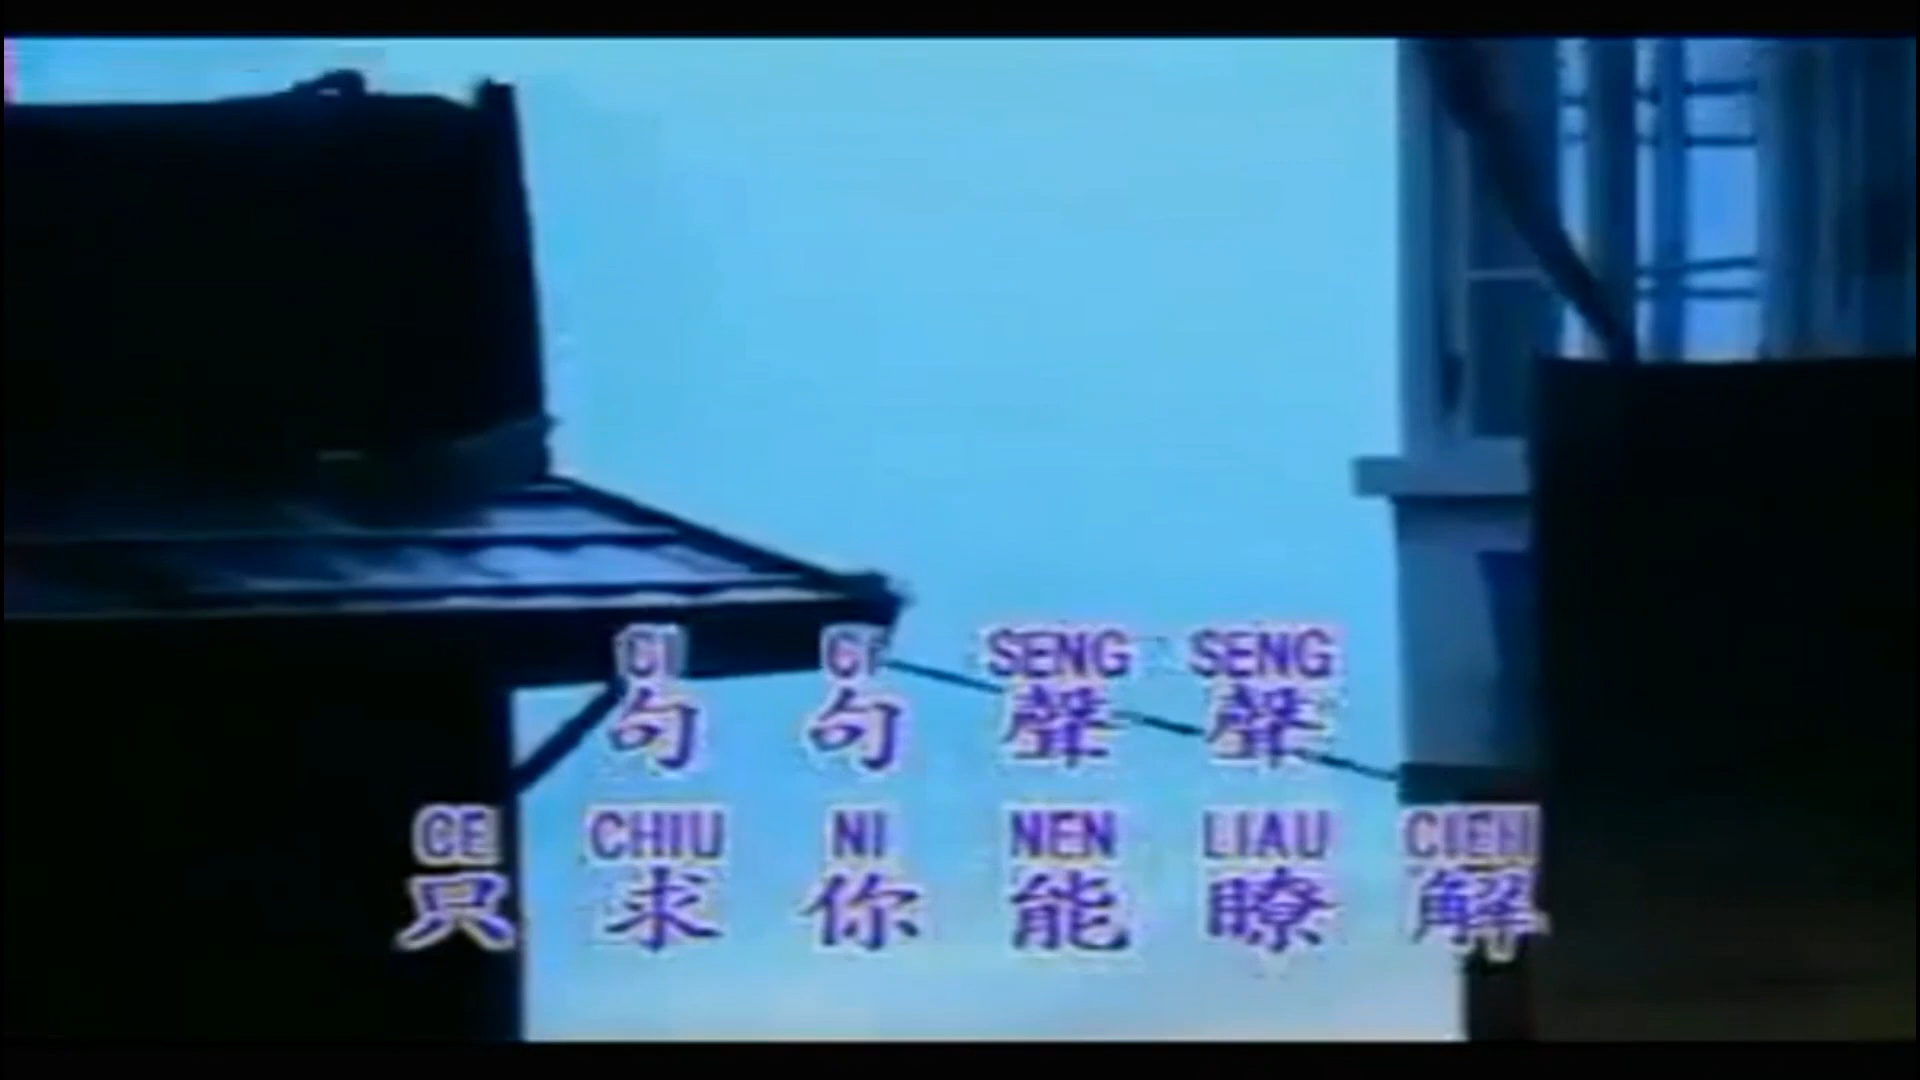 CI CI SENG SENG
句 句 聲 聲
CE CHIU NI NEN LIAU CIEH
只 求 你 能 瞭 解